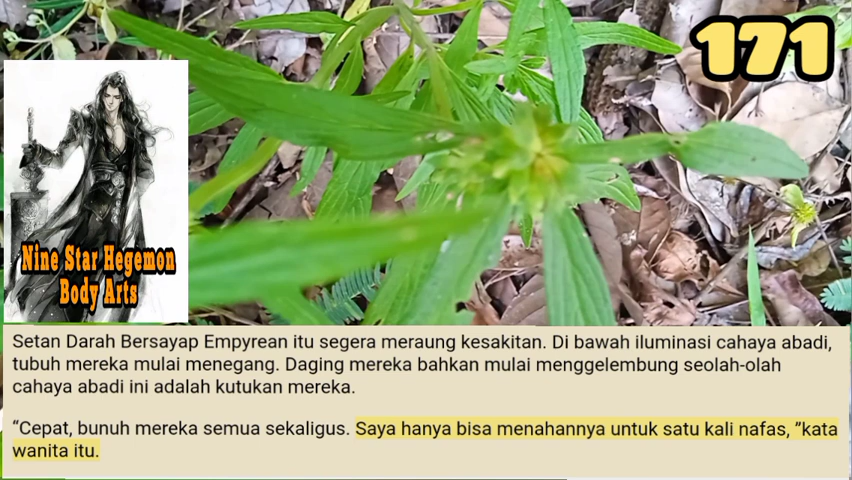 171
Nine Star Hegemon
Body Arts
Setan Darah Bersayap Empyrean itu segera meraung kesakitan. Di bawah iluminasi cahaya abadi,
tubuh mereka mulai menegang. Daging mereka bahkan mulai menggelembung seolah-olah
cahaya abadi ini adalah kutukan mereka.
“Cepat, bunuh mereka semua sekaligus. Saya hanya bisa menahannya untuk satu kali nafas, ”kata
wanita itu.